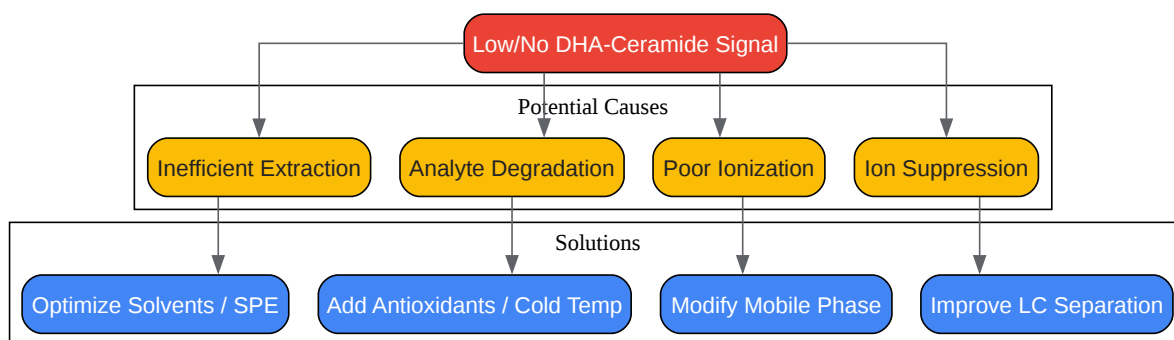 Low/No DHA-Ceramide Signal
Potential Causes
Inefficient Extraction
Analyte Degradation
Poor Ionization
Ion Suppression
Solutions
Optimize Solvents / SPE
Add Antioxidants / Cold Temp
Modify Mobile Phase
Improve LC Separation